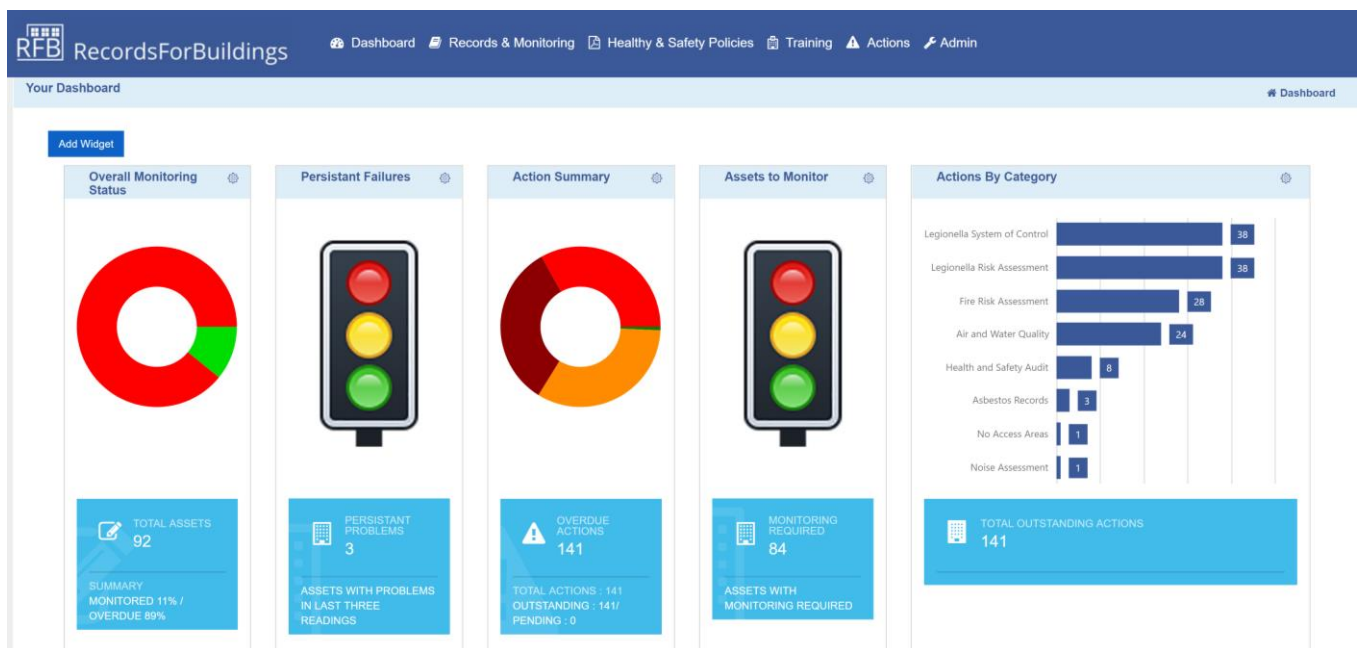 RFB RecordsForBuildings
Dashboard Records & Monitoring Healthy & Safety Policies Training Actions Admin
Your Dashboard
Dashboard
Add Widget
Overall Monitoring
Status
Persistant Failures
Action Summary
Assets to Monitor
Actions By Category
Legionella System of Control 38
Legionella Risk Assessment 38
Fire Risk Assessment 28
Air and Water Quality 24
Health and Safety Audit 8
Asbestos Records 3
No Access Areas 1
Noise Assessment 1
TOTAL ASSETS
92
SUMMARY
MONITORED 11% /
OVERDUE 89%
PERSISTANT
PROBLEMS
3
ASSETS WITH PROBLEMS
IN LAST THREE
READINGS
OVERDUE
ACTIONS
141
TOTAL ACTIONS : 141
OUTSTANDING : 141/
PENDING : 0
MONITORING
REQUIRED
84
ASSETS WITH
MONITORING REQUIRED
TOTAL OUTSTANDING ACTIONS
141